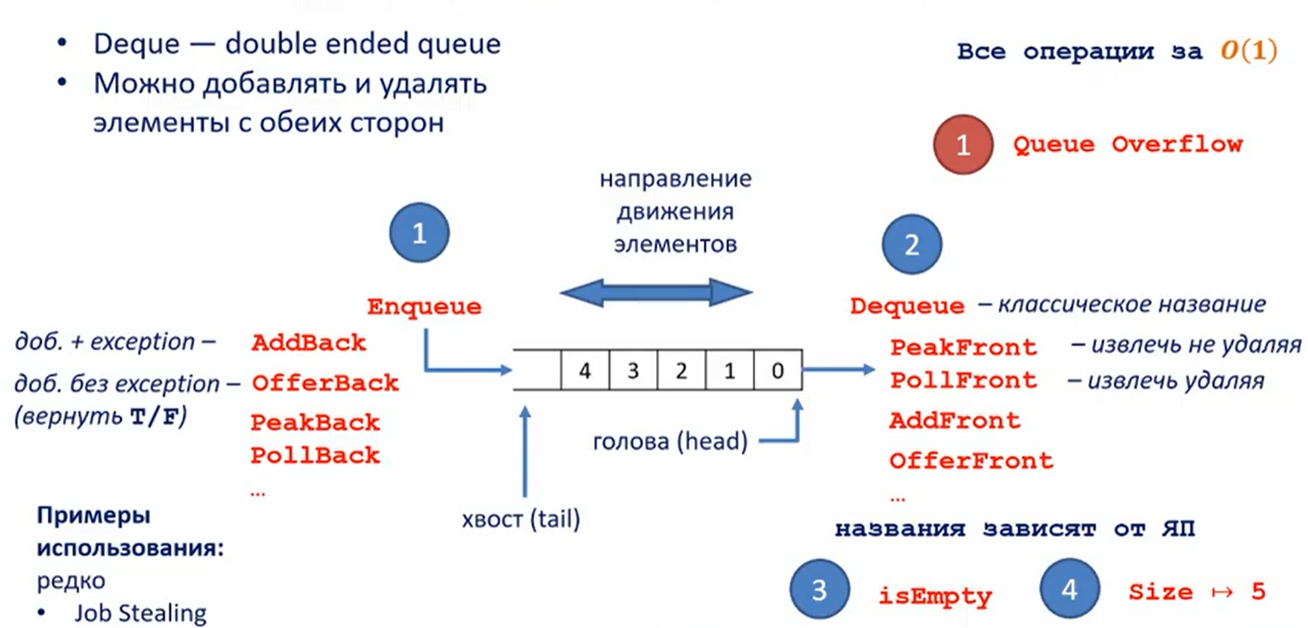 • Deque — double ended queue
• Можно добавлять и удалять
элементы с обеих сторон
Все операции за O(1)
1 Queue Overflow
направление
движения
элементов
1
2
Enqueue
Dequeue – классическое название
доб. + exception – AddBack
PeakFront – извлечь не удаляя
доб. без exception – OfferBack
(вернуть T/F)
PollFront – извлечь удаляя
4 3 2 1 0
PeakBack
AddFront
PollBack
OfferFront
...
...
голова (head)
хвост (tail)
названия зависят от ЯП
Примеры
использования:
редко
• Job Stealing
3 isEmpty
4 Size ↦ 5